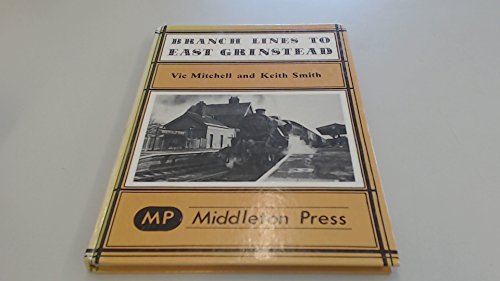 BRANCH LINES TO
EAST GRINSTEAD
Vic Mitchell and Keith Smith
MP Middleton Press